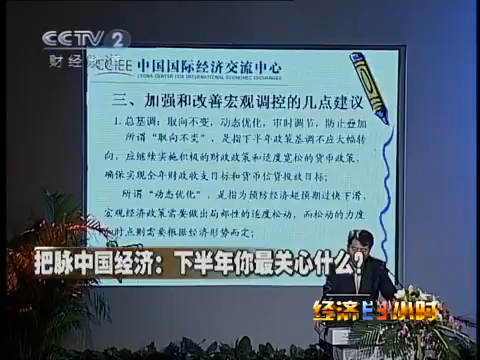 CCTV 2
财经频道
CCIEE 中国国际经济交流中心
CHINA CENTER FOR INTERNATIONAL ECONOMIC EXCHANGES
三、加强和改善宏观调控的几点建议
1.总基调：取向不变，动态优化，审时调节，防止叠加
所谓“取向不变”，是指下半年政策基调不应大幅转
向，应继续实施积极的财政政策和适度宽松的货币政策，
确保实现全年财政收支目标和货币信贷投放目标；
所谓“动态优化”，是指为预防经济超预期过快下滑，
宏观经济政策需要做出局部性的适度松动，而松动的力度
和时点则需要根据经济形势而定；
把脉中国经济：下半年你最关心什么？
经济半小时